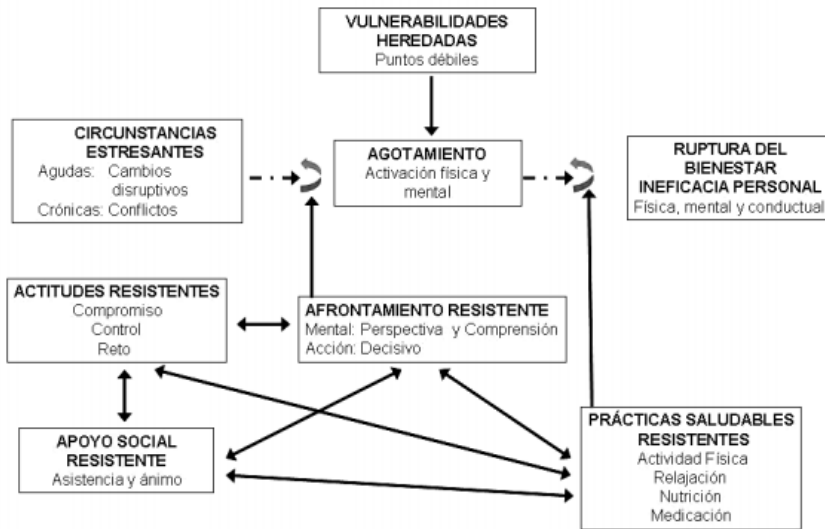 VULNERABILIDADES
HEREDADAS
Puntos débiles
CIRCUNSTANCIAS
ESTRESANTES
Agudas: Cambios
disruptivos
Crónicas: Conflictos
AGOTAMIENTO
Activación física y
mental
RUPTURA DEL
BIENESTAR
INEFICACIA PERSONAL
Física, mental y conductual
ACTITUDES RESISTENTES
Compromiso
Control
Reto
AFRONTAMIENTO RESISTENTE
Mental: Perspectiva y Comprensión
Acción: Decisivo
APOYO SOCIAL
RESISTENTE
Asistencia y ánimo
PRÁCTICAS SALUDABLES
RESISTENTES
Actividad Física
Relajación
Nutrición
Medicación